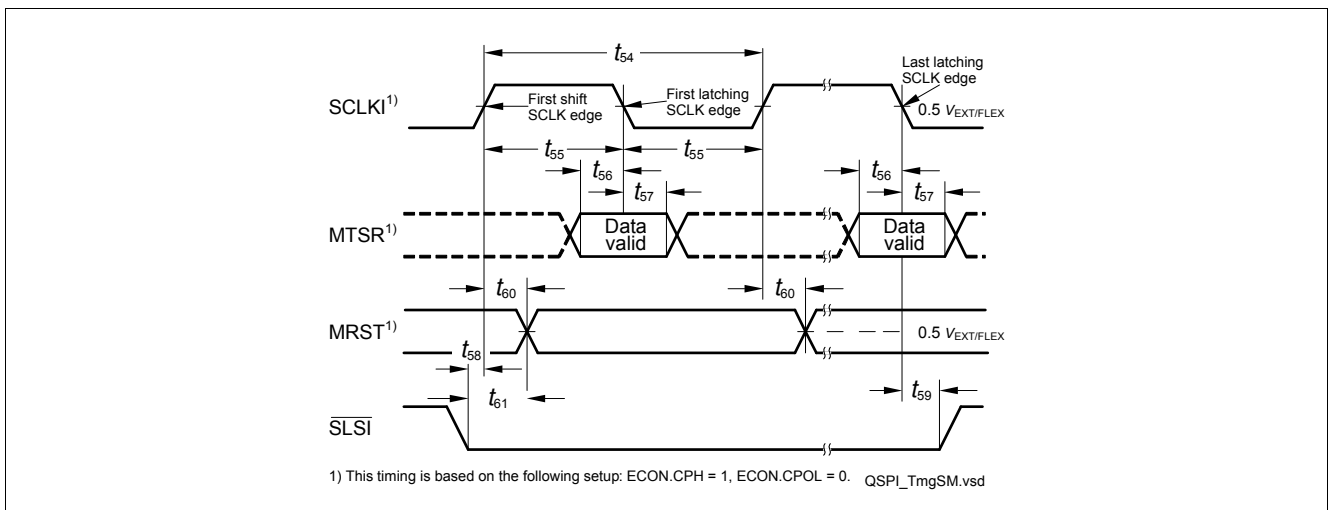 t54
SCLKI1)
First shift
SCLK edge
First latching
SCLK edge
Last latching
SCLK edge
0.5 VEXT/FLEX
t55
t55
t56
t57
t56
t57
MTSR1)
Data
valid
Data
valid
t60
t60
MRST1)
0.5 VEXT/FLEX
t58
t61
t59
SLSI
1) This timing is based on the following setup: ECON.CPH = 1, ECON.CPOL = 0.
QSPI_TmgSM.vsd